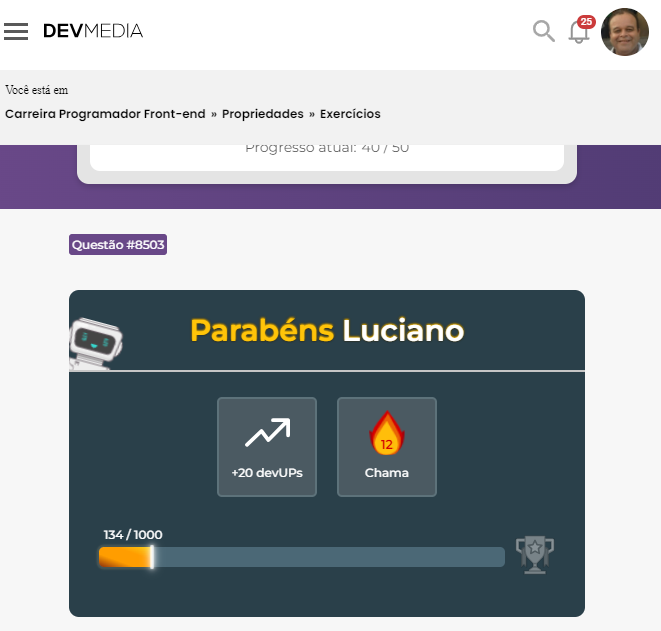 DEVMEDIA
25
Você está em
Carreira Programador Front-end » Propriedades » Exercícios
Progresso atual: 40 / 50
Questão #8503
Parabéns Luciano
12
+20 devUPs
Chama
134 / 1000